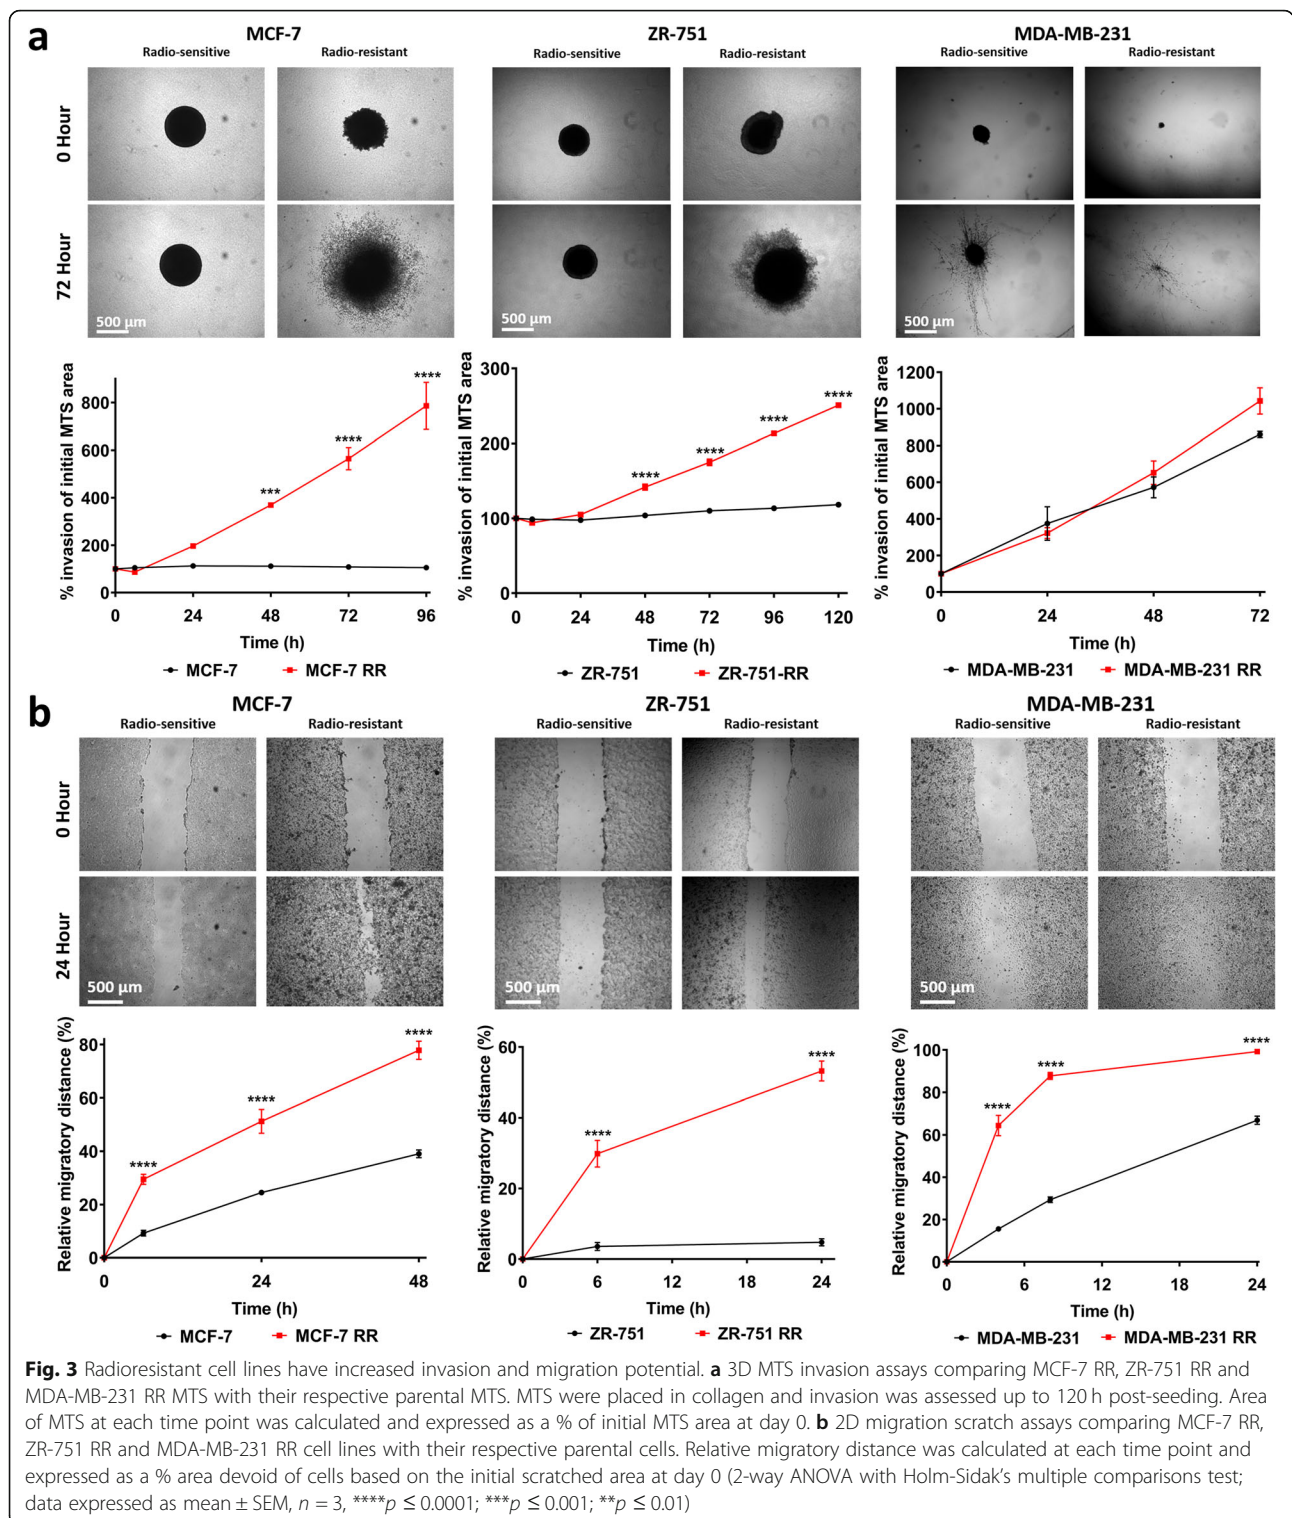 a
MCF-7
ZR-751
MDA-MB-231
Radio-sensitive
Radio-resistant
Radio-sensitive
Radio-resistant
Radio-sensitive
Radio-resistant
0 Hour
72 Hour
500 µm
500 µm
500 µm
% invasion of initial MTS area
800
600
400
200
0
0 24 48 72 96
Time (h)
***
****
****
MCF-7
MCF-7 RR
% invasion of initial MTS area
300
200
100
0
0 24 48 72 96 120
Time (h)
****
****
****
****
ZR-751
ZR-751-RR
% invasion of initial MTS area
1200
1000
800
600
400
200
0
0 24 48 72
Time (h)
MDA-MB-231
MDA-MB-231 RR
b
MCF-7
ZR-751
MDA-MB-231
Radio-sensitive
Radio-resistant
Radio-sensitive
Radio-resistant
Radio-sensitive
Radio-resistant
0 Hour
24 Hour
500 µm
500 µm
500 µm
Relative migratory distance (%)
80
60
40
20
0
0 24 48
Time (h)
****
****
****
MCF-7
MCF-7 RR
Relative migratory distance (%)
60
40
20
0
0 6 12 18 24
Time (h)
****
****
ZR-751
ZR-751 RR
Relative migratory distance (%)
100
80
60
40
20
0
0 6 12 18 24
Time (h)
****
****
****
MDA-MB-231
MDA-MB-231 RR
Fig. 3 Radioresistant cell lines have increased invasion and migration potential. a 3D MTS invasion assays comparing MCF-7 RR, ZR-751 RR and
MDA-MB-231 RR MTS with their respective parental MTS. MTS were placed in collagen and invasion was assessed up to 120 h post-seeding. Area
of MTS at each time point was calculated and expressed as a % of initial MTS area at day 0. b 2D migration scratch assays comparing MCF-7 RR,
ZR-751 RR and MDA-MB-231 RR cell lines with their respective parental cells. Relative migratory distance was calculated at each time point and
expressed as a % area devoid of cells based on the initial scratched area at day 0 (2-way ANOVA with Holm-Sidak's multiple comparisons test;
data expressed as mean ± SEM, n = 3, ****p ≤ 0.0001; ***p ≤ 0.001; **p ≤ 0.01)